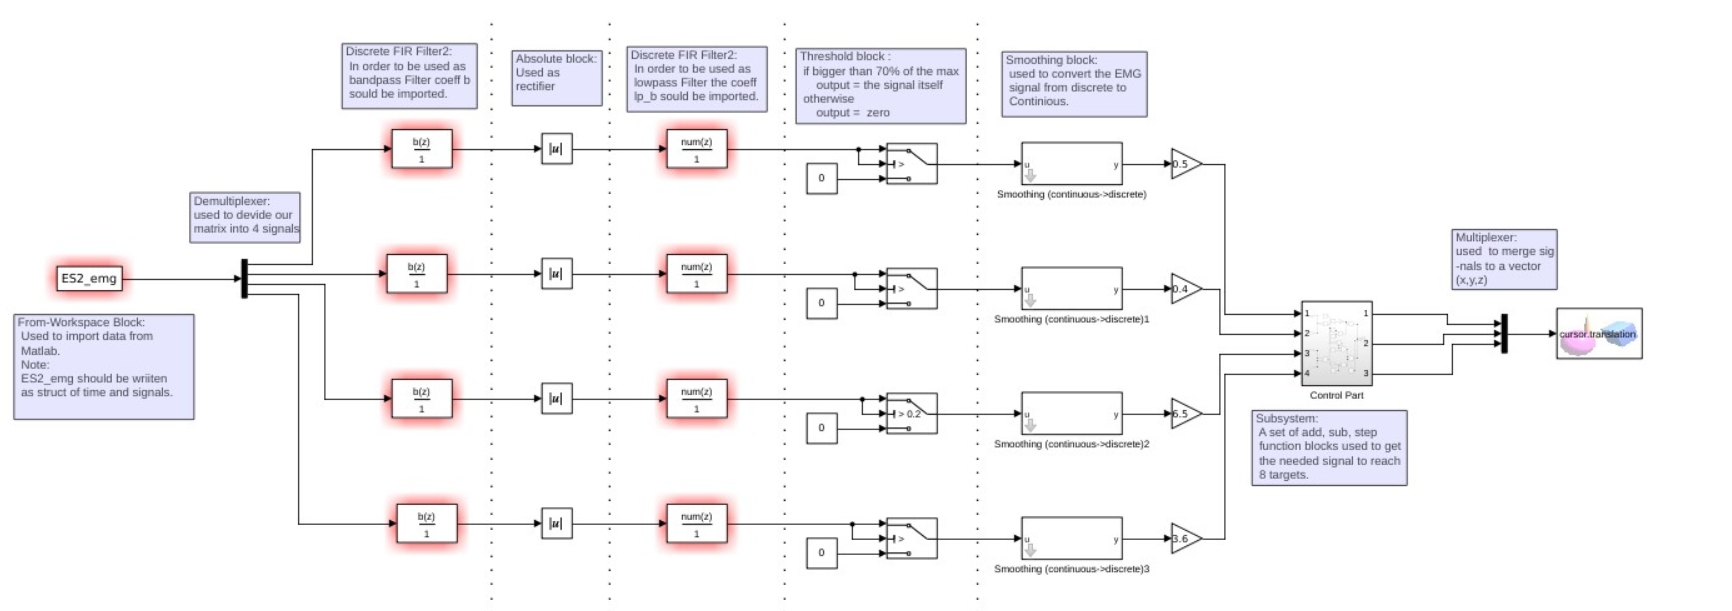 Discrete FIR Filter2:
In order to be used as
bandpass Filter coeff b
sould be imported.
Absolute block:
Used as
rectifier
Discrete FIR Filter2:
In order to be used as
lowpass Filter the coeff
lp_b sould be imported.
Threshold block :
if bigger than 70% of the max
output = the signal itself
otherwise
output = zero
Smoothing block:
used to convert the EMG
signal from discrete to
Continious.
Demultiplexer:
used to devide our
matrix into 4 signals
ES2_emg
From-Workspace Block:
Used to import data from
Matlab.
Note:
ES2_emg should be wriiten
as struct of time and signals.
b(z)
1
|u|
num(z)
1
>
0
u
y
Smoothing (continuous->discrete)
0.5
b(z)
1
|u|
num(z)
1
>
0
u
y
Smoothing (continuous->discrete)1
0.4
b(z)
1
|u|
num(z)
1
> 0.2
0
u
y
Smoothing (continuous->discrete)2
6.5
b(z)
1
|u|
num(z)
1
>
0
u
y
Smoothing (continuous->discrete)3
3.6
1
2
3
4
1
2
3
Control Part
Subsystem:
A set of add, sub, step
function blocks used to get
the needed signal to reach
8 targets.
Multiplexer:
used to merge sig
-nals to a vector
(x,y,z)
cursor.translation